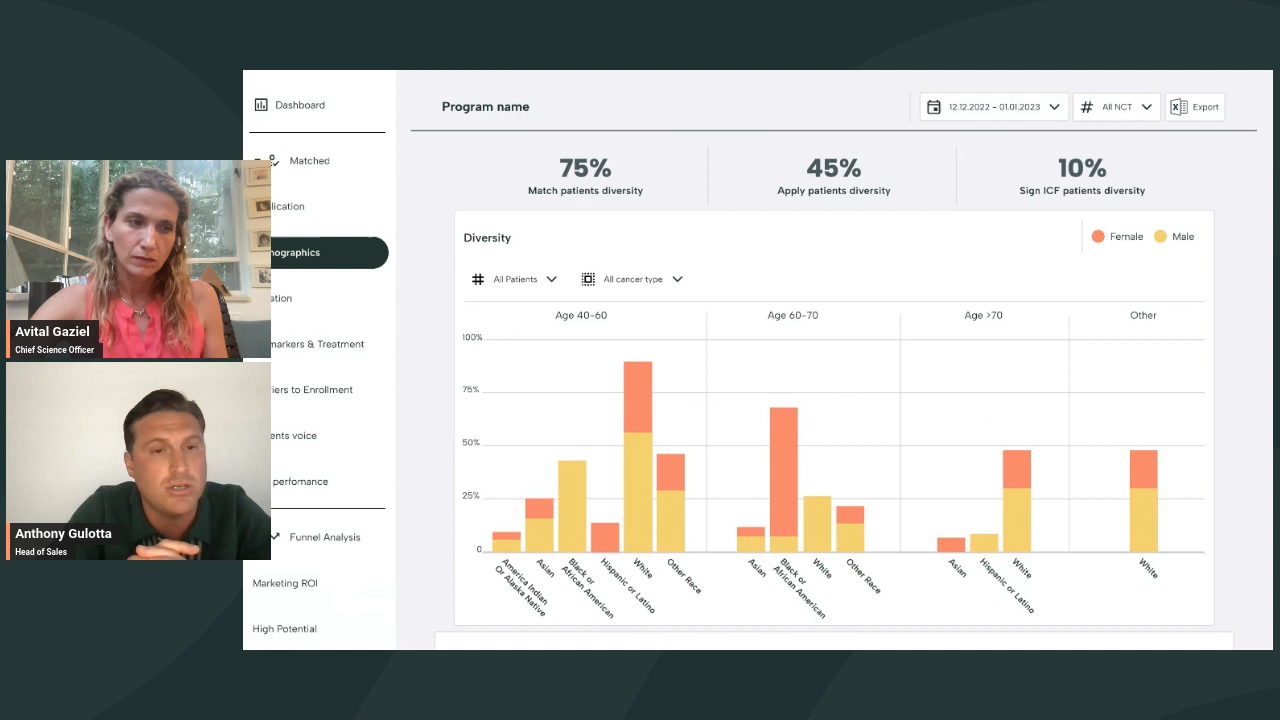 Dashboard
Matched
lication
nographics
ation
markers & Treatment
iers to Enrollment
ents voice
perfomance
Funnel Analysis
Marketing ROI
High Potential
Avital Gaziel
Chief Science Officer
Anthony Gulotta
Head of Sales
Program name
12.12.2022 - 01.01.2023
All NCT
Export
75%
Match patients diversity
45%
Apply patients diversity
10%
Sign ICF patients diversity
Diversity
Female
Male
All Patients
All cancer type
Age 40-60
Age 60-70
Age >70
Other
100%
75%
50%
25%
0
America Indian
Or Alaska Native
Asian
Black or
African American
Hispanic or Latino
White
Other Race
Asian
Black or
African American
White
Other Race
Asian
Hispanic or Latino
White
White